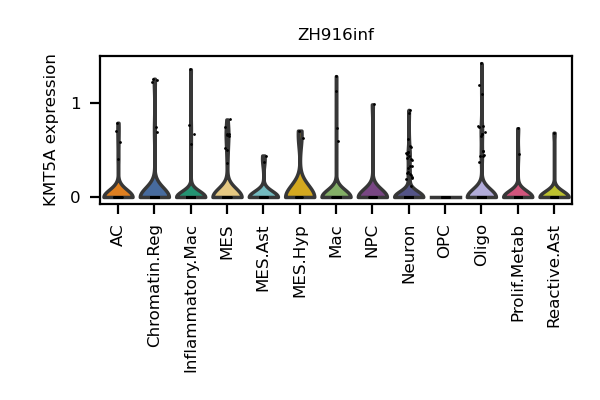 ZH916inf
KMT5A expression
1
0
AC
Chromatin.Reg
Inflammatory.Mac
MES
MES.Ast
MES.Hyp
Mac
NPC
Neuron
OPC
Oligo
Prolif.Metab
Reactive.Ast